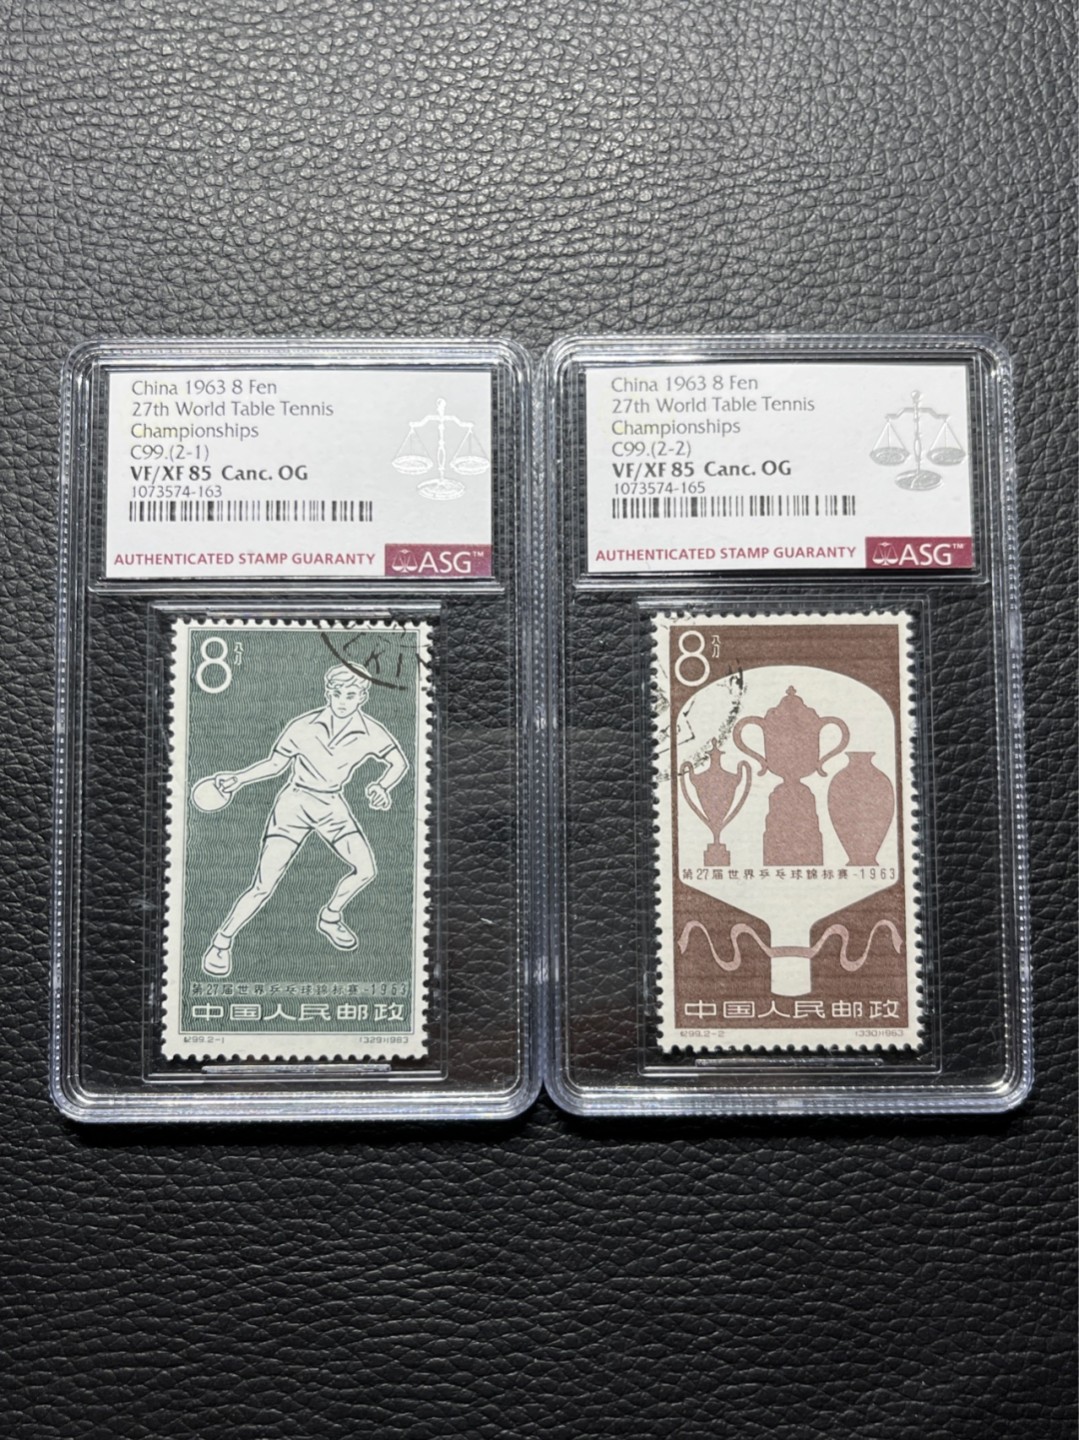 China 1963 8 Fen
27th World Table Tennis
Championships
C99.(2-1)
VF/XF 85 Canc. OG
1073574-163
AUTHENTICATED STAMP GUARANTY
ASG™
8分
KIN
第27届世界乒乓球锦标赛-1963
中国人民邮政
纪99.2-1
(329)1963
China 1963 8 Fen
27th World Table Tennis
Championships
C99.(2-2)
VF/XF 85 Canc. OG
1073574-165
AUTHENTICATED STAMP GUARANTY
ASG™
8分
第27届世界乒乓球锦标赛-1963
中国人民邮政
纪99.2-2
(330)1963